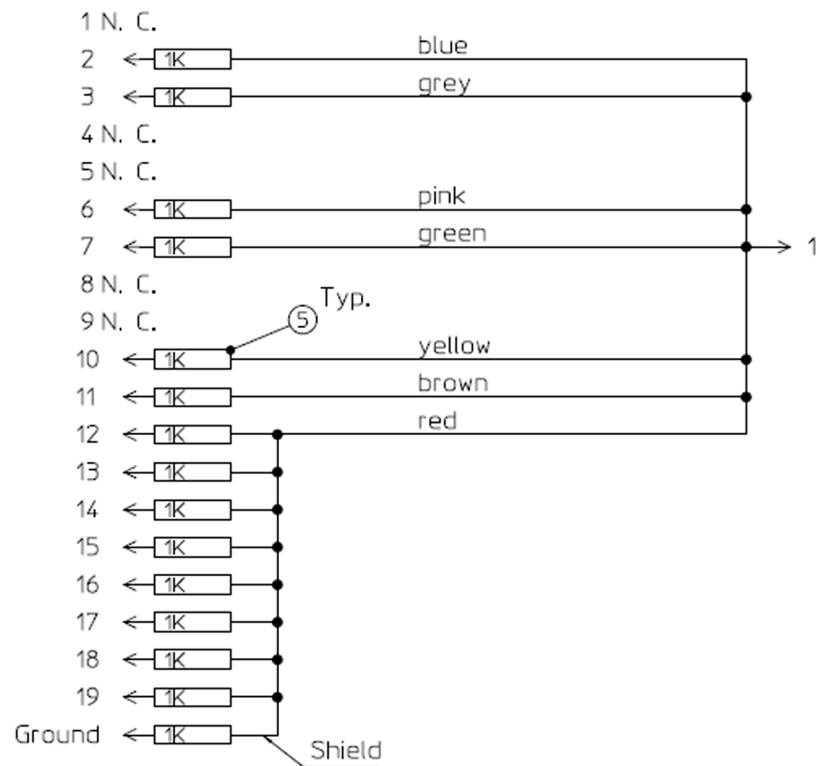 1 N. C.
blue
2 1K
grey
3 1K
4 N. C.
5 N. C.
pink
6 1K
green
7 1K 1
8 N. C.
Typ.
9 N. C. 5
yellow
10 1K
brown
11 1K
red
12 1K
13 1K
14 1K
15 1K
16 1K
17 1K
18 1K
19 1K
Ground 1K
Shield